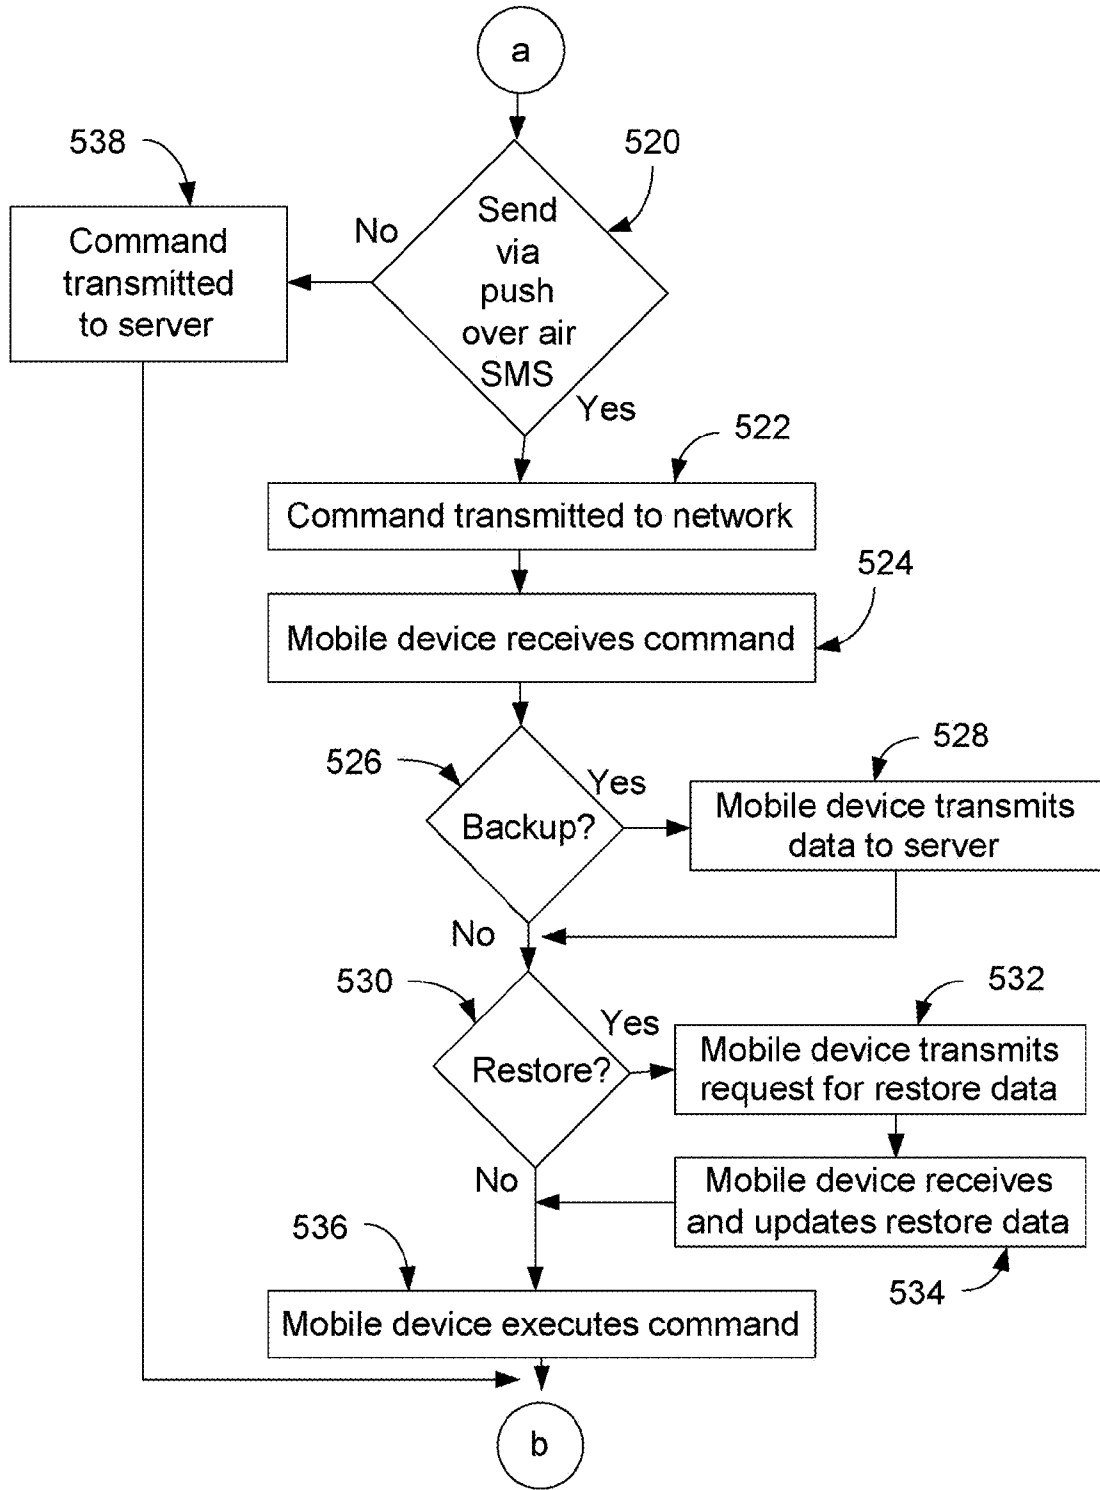 a
538
520
No
Send
via
push
over air
SMS
Command
transmitted
to server
Yes
522
Command transmitted to network
524
Mobile device receives command
526
528
Yes
Backup?
Mobile device transmits
data to server
No
530
532
Yes
Restore?
Mobile device transmits
request for restore data
No
Mobile device receives
and updates restore data
536
534
Mobile device executes command
b